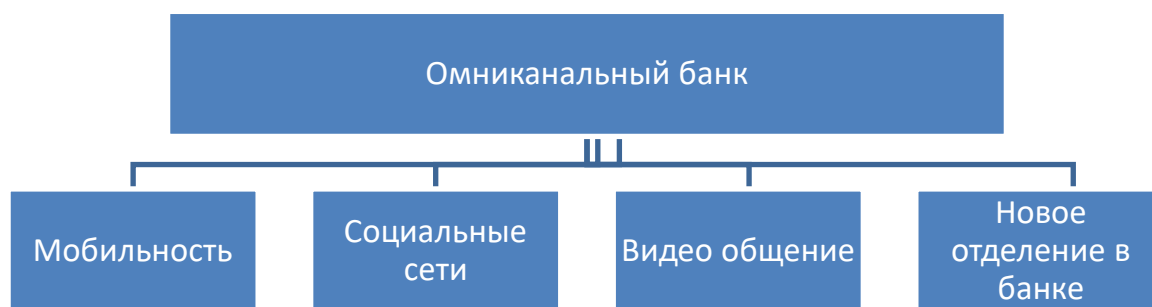 Омниканальный банк
Мобильность
Социальные
сети
Видео общение
Новое
отделение в
банке